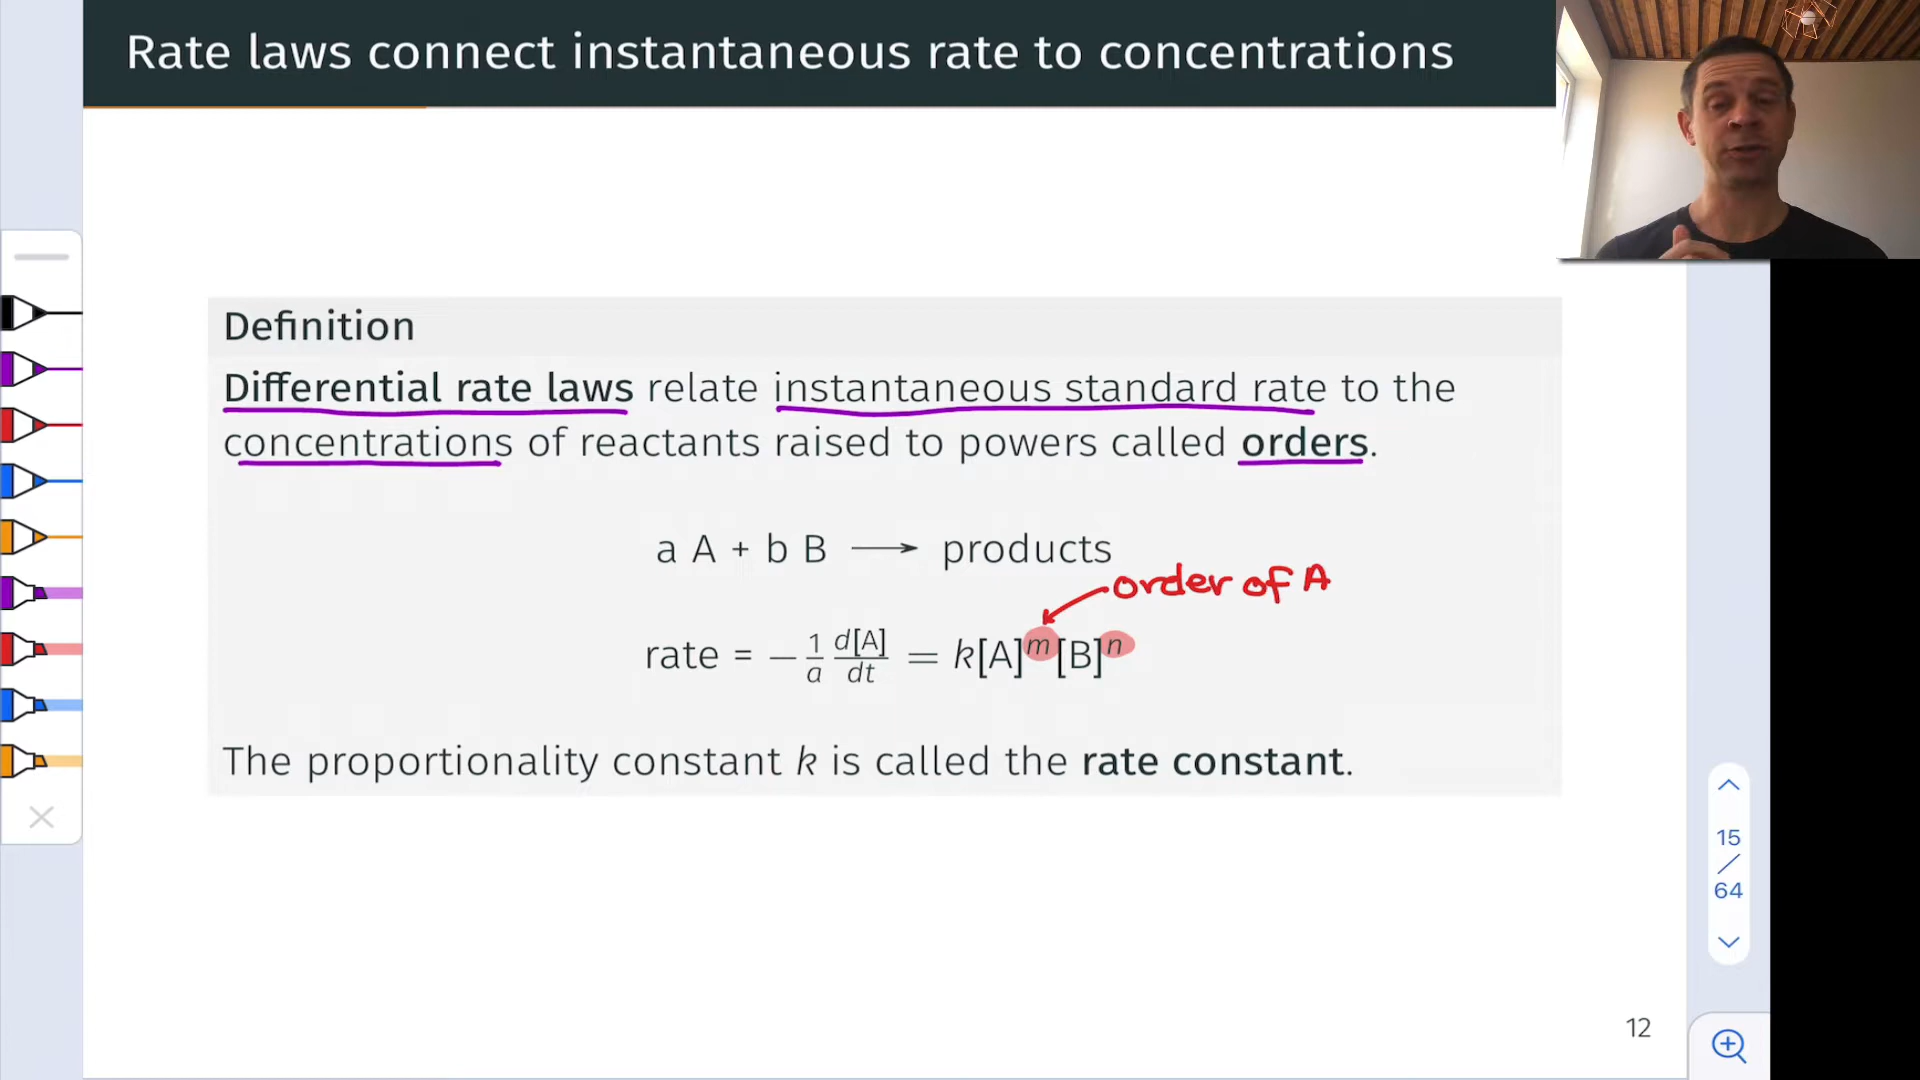 Rate laws connect instantaneous rate to concentrations
Definition
Differential rate laws relate instantaneous standard rate to the
concentrations of reactants raised to powers called orders.
a A + b B ⟶ products
order of A
rate = −1/a d[A]/dt = k[A]^m[B]^n
The proportionality constant k is called the rate constant.
15
/
64
12